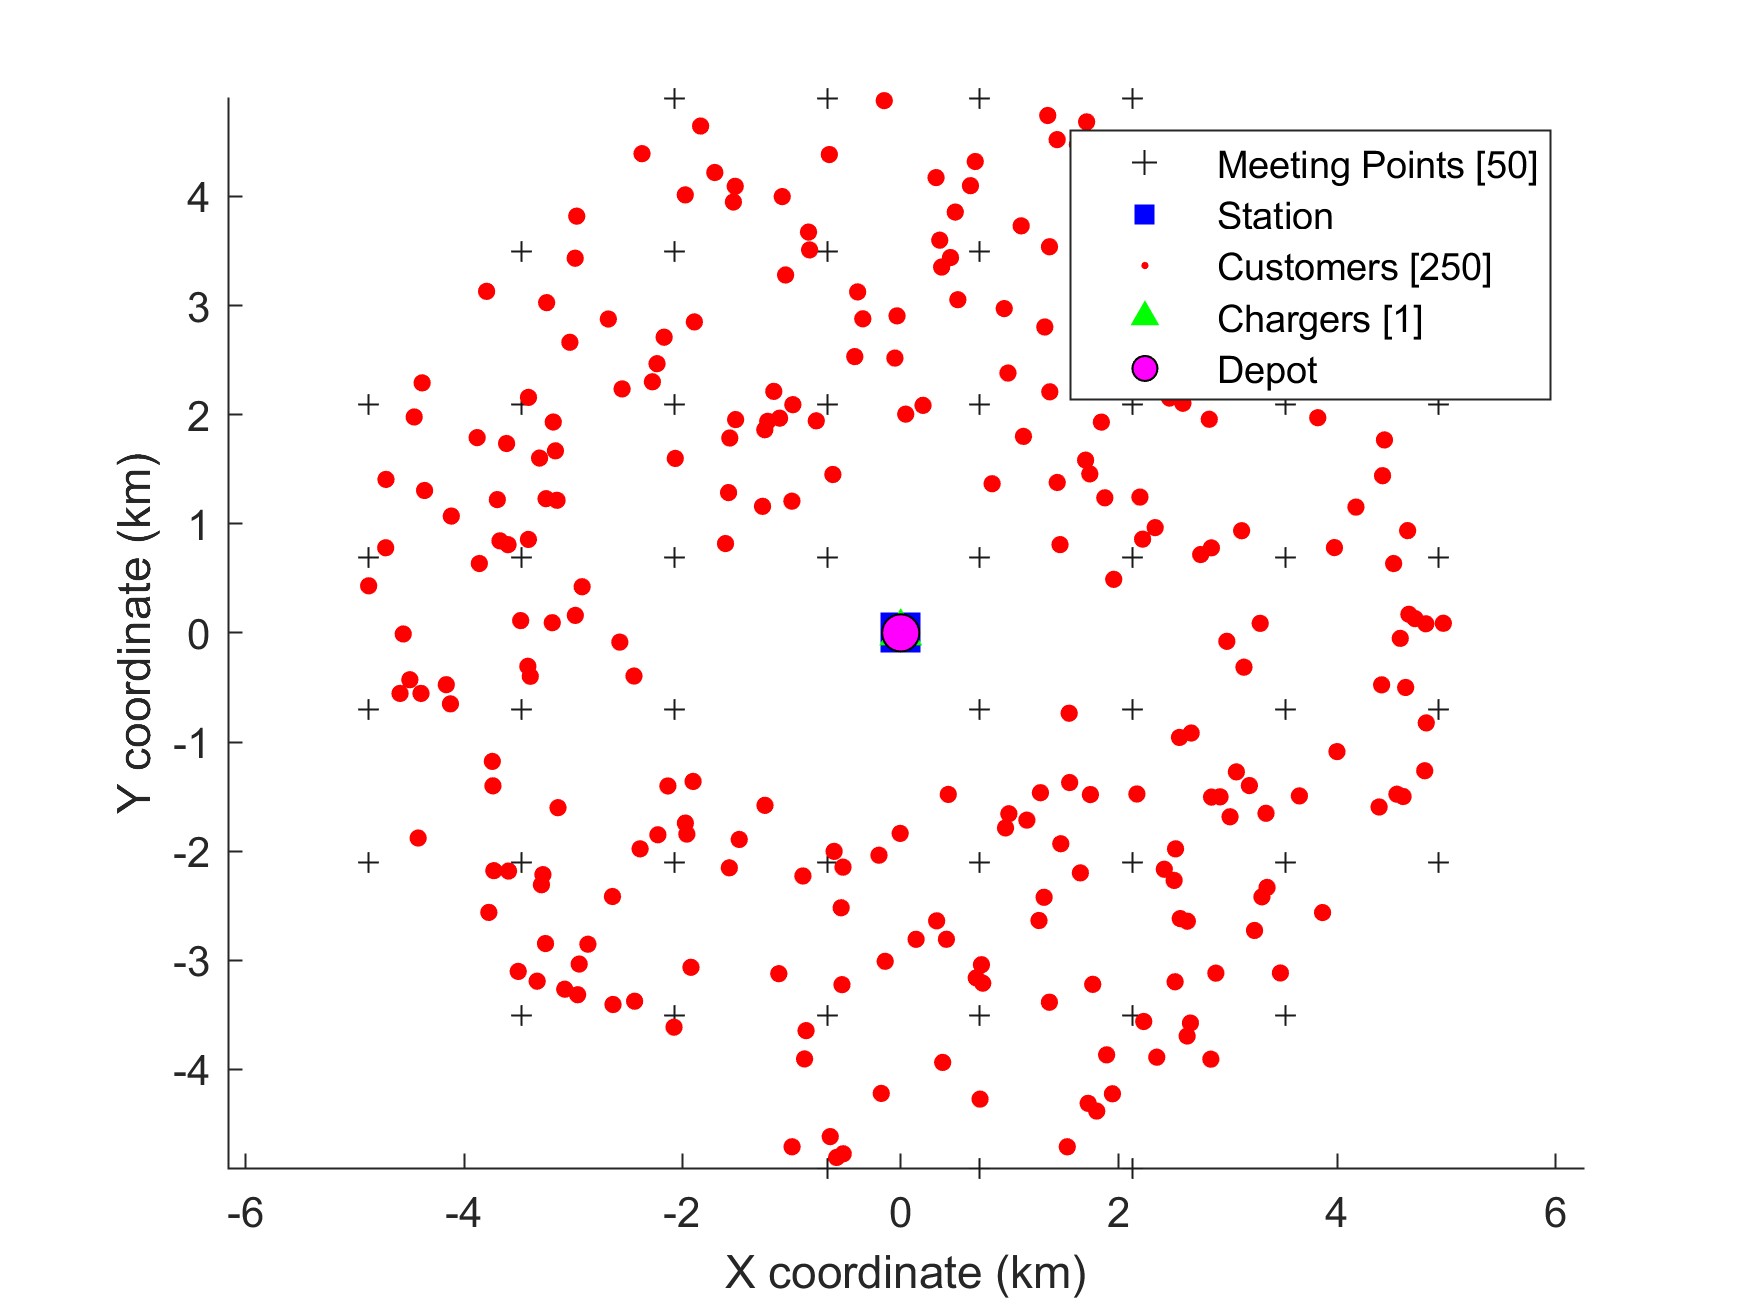 Meeting Points [50]
Station
Customers [250]
Chargers [1]
Depot
4
3
2
1
0
-1
-2
-3
-4
Y coordinate (km)
-6 -4 -2 0 2 4 6
X coordinate (km)